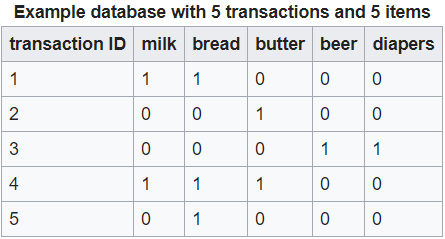 Example database with 5 transactions and 5 items
transaction ID milk bread butter beer diapers
1 1 1 0 0 0
2 0 0 1 0 0
3 0 0 0 1 1
4 1 1 1 0 0
5 0 1 0 0 0